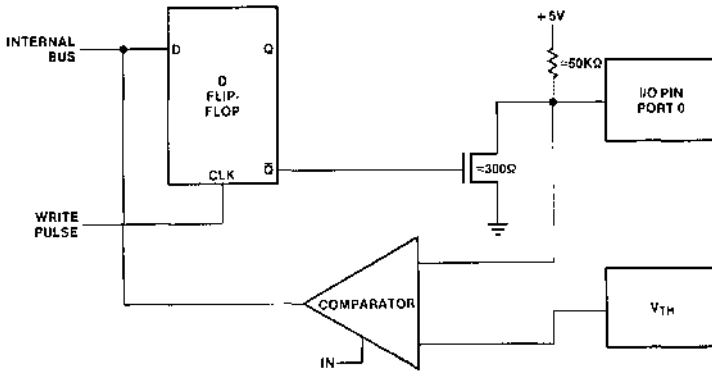 INTERNAL
BUS
D
Q
D
FLIP-
FLOP
CLK
Q̅
WRITE
PULSE
+5V
≈50KΩ
I/O PIN
PORT 0
≈300Ω
COMPARATOR
IN
VTH